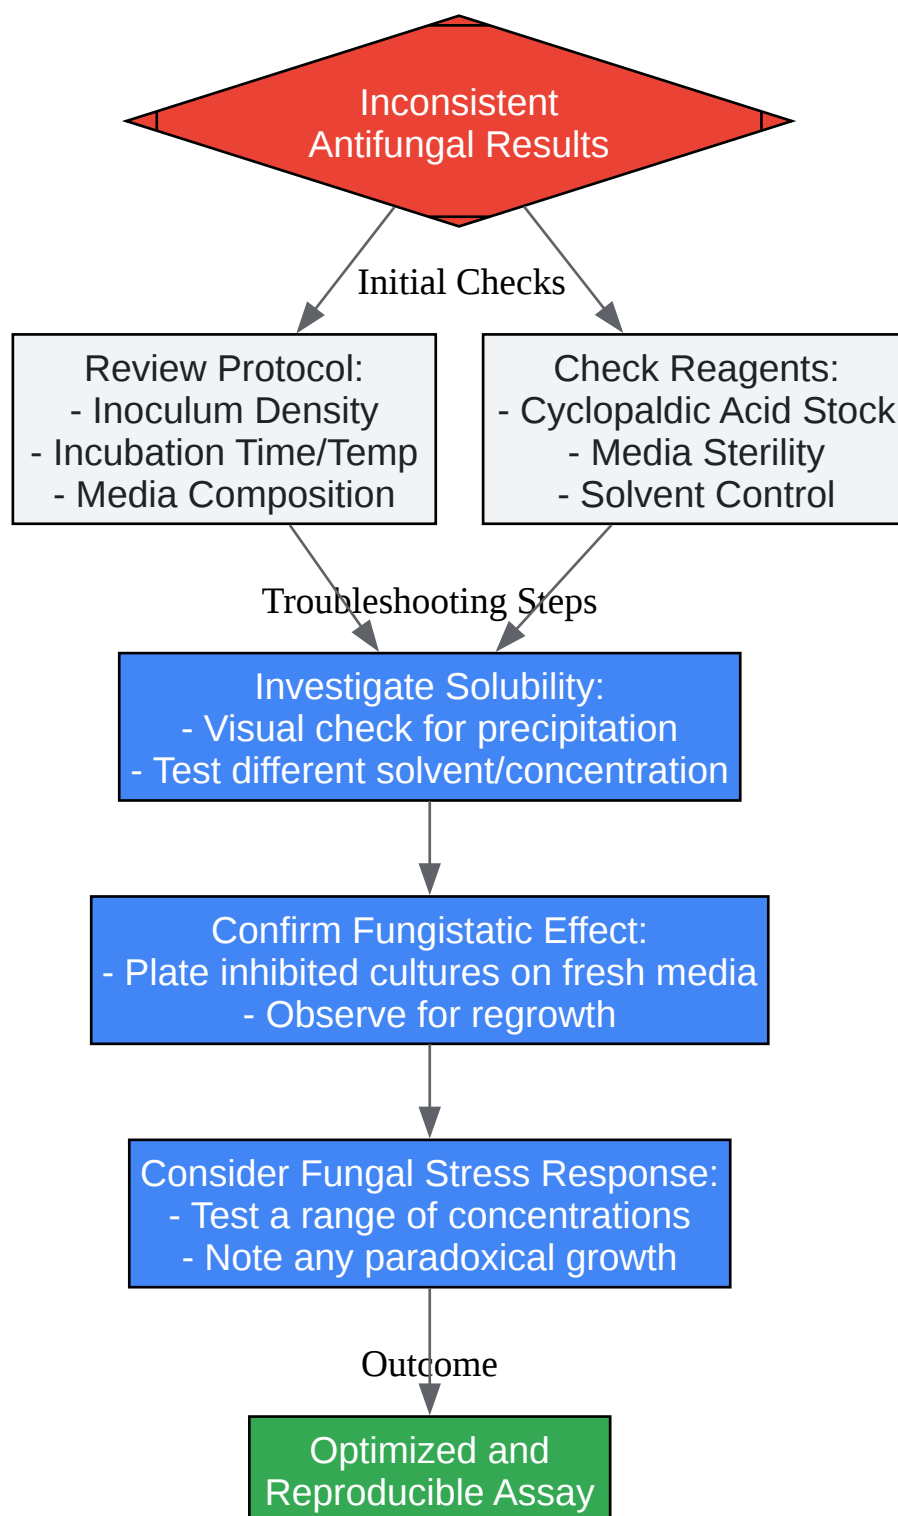 Inconsistent
Antifungal Results
Initial Checks
Review Protocol:
- Inoculum Density
- Incubation Time/Temp
- Media Composition
Check Reagents:
- Cyclopaldic Acid Stock
- Media Sterility
- Solvent Control
Troubleshooting Steps
Investigate Solubility:
- Visual check for precipitation
- Test different solvent/concentration
Confirm Fungistatic Effect:
- Plate inhibited cultures on fresh media
- Observe for regrowth
Consider Fungal Stress Response:
- Test a range of concentrations
- Note any paradoxical growth
Outcome
Optimized and
Reproducible Assay